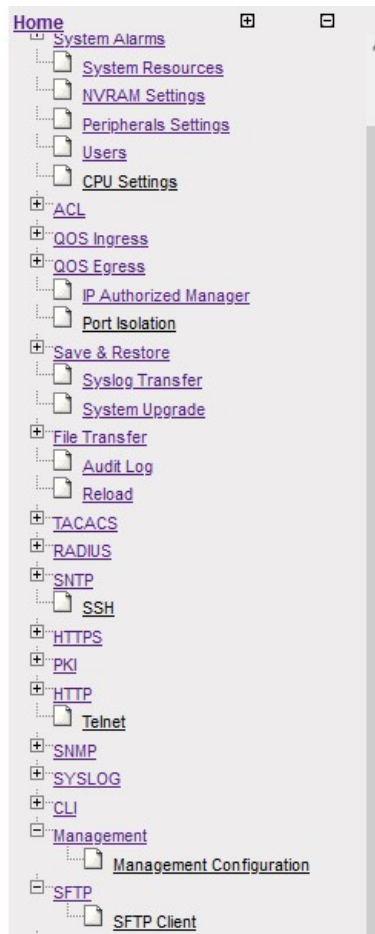 Home
System Alarms
System Resources
NVRAM Settings
Peripherals Settings
Users
CPU Settings
ACL
QOS Ingress
QOS Egress
IP Authorized Manager
Port Isolation
Save & Restore
Syslog Transfer
System Upgrade
File Transfer
Audit Log
Reload
TACACS
RADIUS
SNTP
SSH
HTTPS
PKI
HTTP
Telnet
SNMP
SYSLOG
CLI
Management
Management Configuration
SFTP
SFTP Client